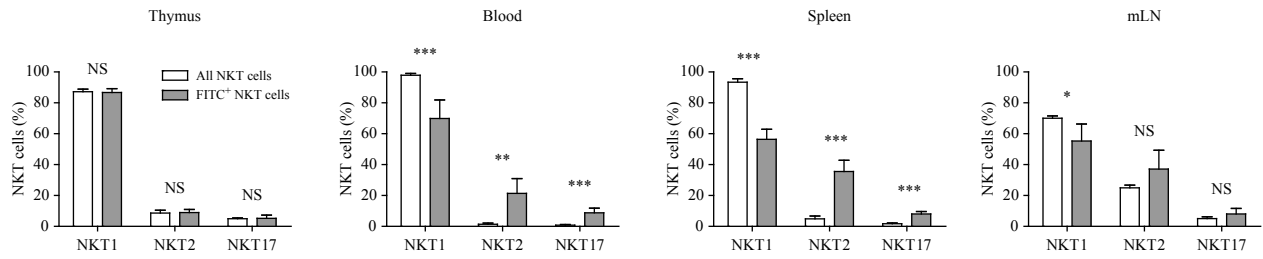 Thymus
NKT cells (%)
100
80
60
40
20
0
NS
NS
NS
All NKT cells
FITC⁺ NKT cells
NKT1 NKT2 NKT17
Blood
NKT cells (%)
100
80
60
40
20
0
***
**
***
NKT1 NKT2 NKT17
Spleen
NKT cells (%)
100
80
60
40
20
0
***
***
***
NKT1 NKT2 NKT17
mLN
NKT cells (%)
100
80
60
40
20
0
*
NS
NS
NKT1 NKT2 NKT17